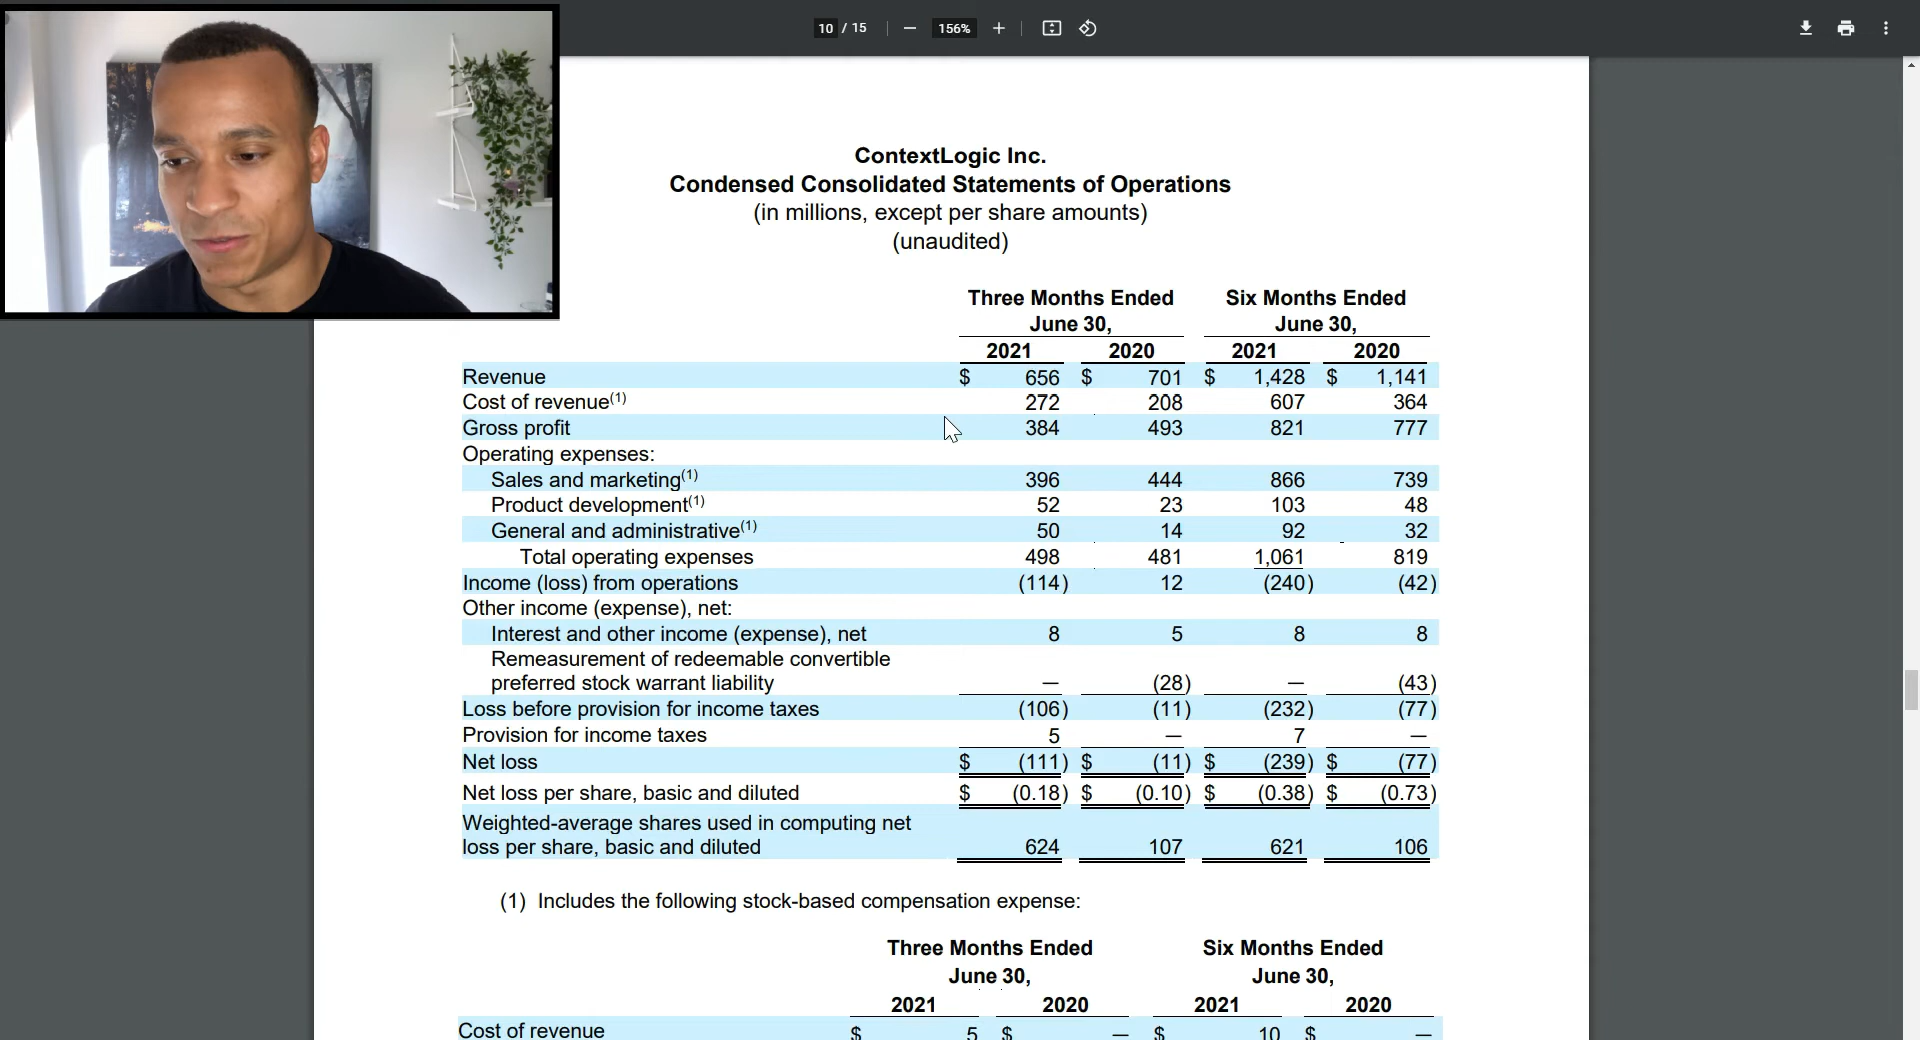 10 / 15
156%
ContextLogic Inc.
Condensed Consolidated Statements of Operations
(in millions, except per share amounts)
(unaudited)
Three Months Ended Six Months Ended
June 30, June 30,
2021 2020 2021 2020
Revenue $ 656 $ 701 $ 1,428 $ 1,141
Cost of revenue(1) 272 208 607 364
Gross profit 384 493 821 777
Operating expenses:
Sales and marketing(1) 396 444 866 739
Product development(1) 52 23 103 48
General and administrative(1) 50 14 92 32
Total operating expenses 498 481 1,061 819
Income (loss) from operations (114) 12 (240) (42)
Other income (expense), net:
Interest and other income (expense), net 8 5 8 8
Remeasurement of redeemable convertible
preferred stock warrant liability — (28) — (43)
Loss before provision for income taxes (106) (11) (232) (77)
Provision for income taxes 5 — 7 —
Net loss $ (111) $ (11) $ (239) $ (77)
Net loss per share, basic and diluted $ (0.18) $ (0.10) $ (0.38) $ (0.73)
Weighted-average shares used in computing net
loss per share, basic and diluted 624 107 621 106
(1) Includes the following stock-based compensation expense:
Three Months Ended Six Months Ended
June 30, June 30,
2021 2020 2021 2020
Cost of revenue $ 5 $ — $ 10 $ —